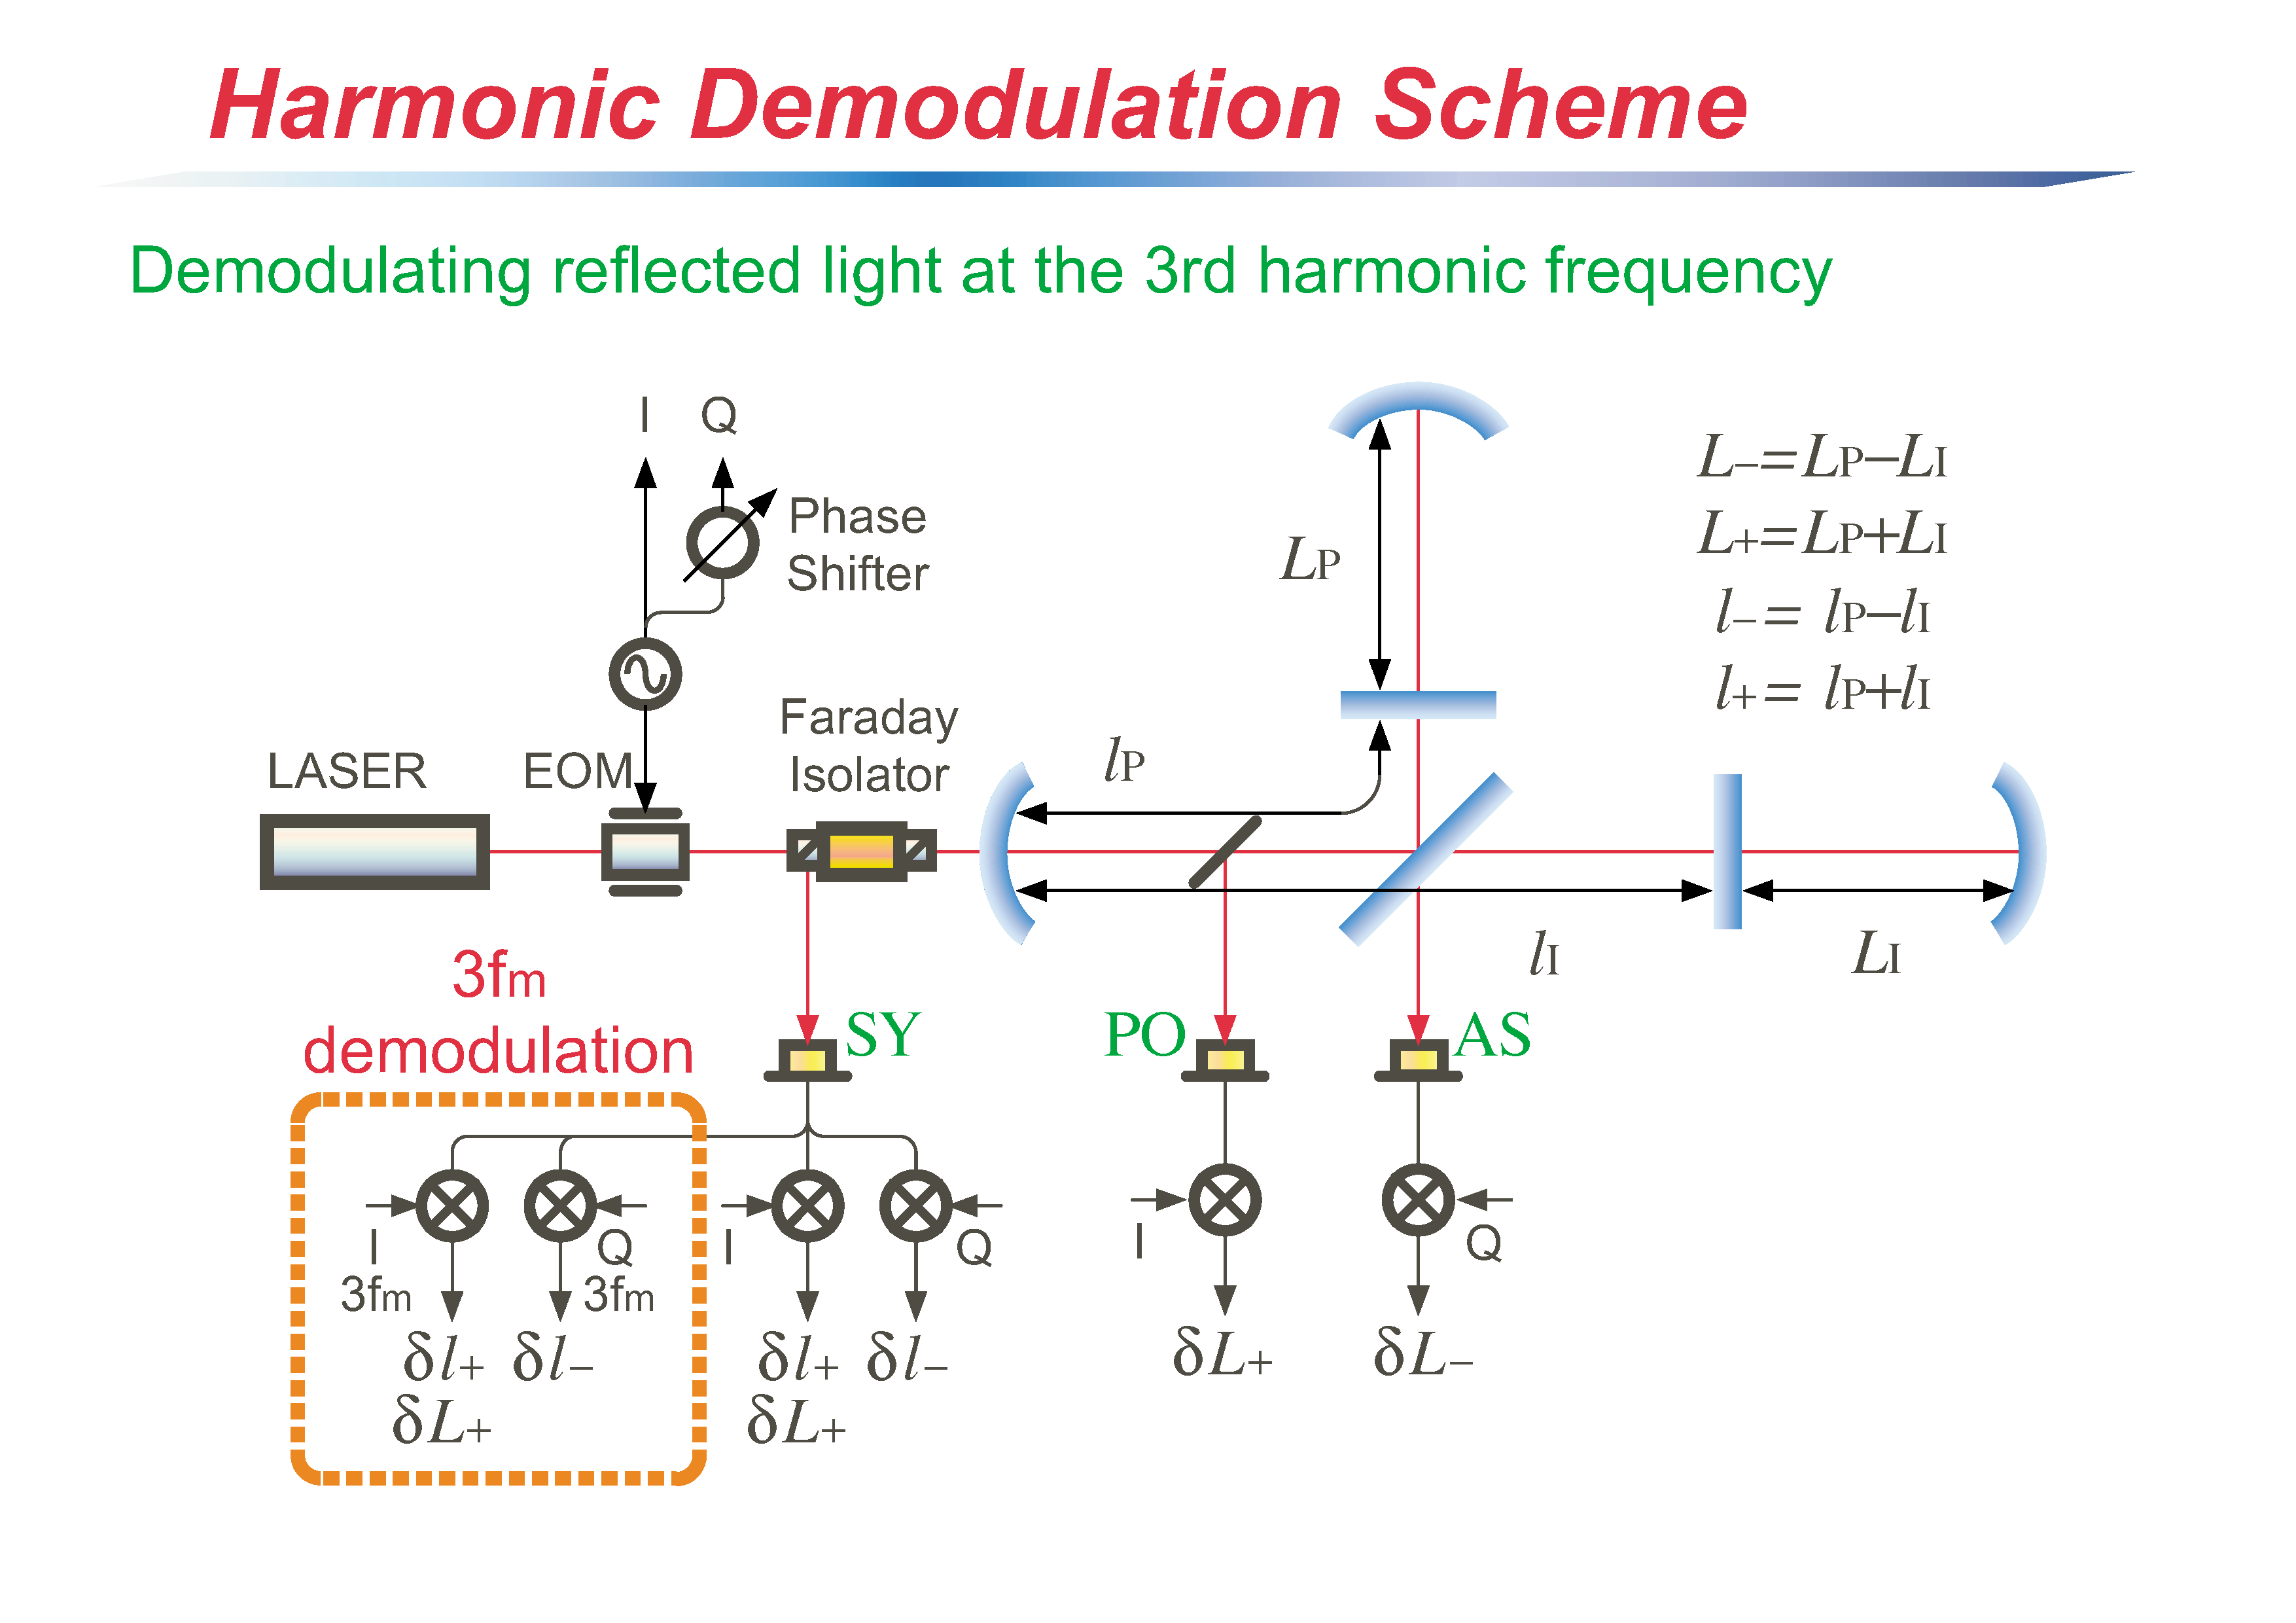 Harmonic Demodulation Scheme
Demodulating reflected light at the 3rd harmonic frequency
I Q
Phase
Shifter
L−=LP−LI
L+=LP+LI
l−= lP−lI
l+= lP+lI
LP
Faraday
Isolator
LASER
EOM
lP
lI
LI
3fm
demodulation
SY
PO
AS
I Q I Q I Q
3fm 3fm
δl+ δl− δl+ δl− δL+ δL−
δL+ δL+